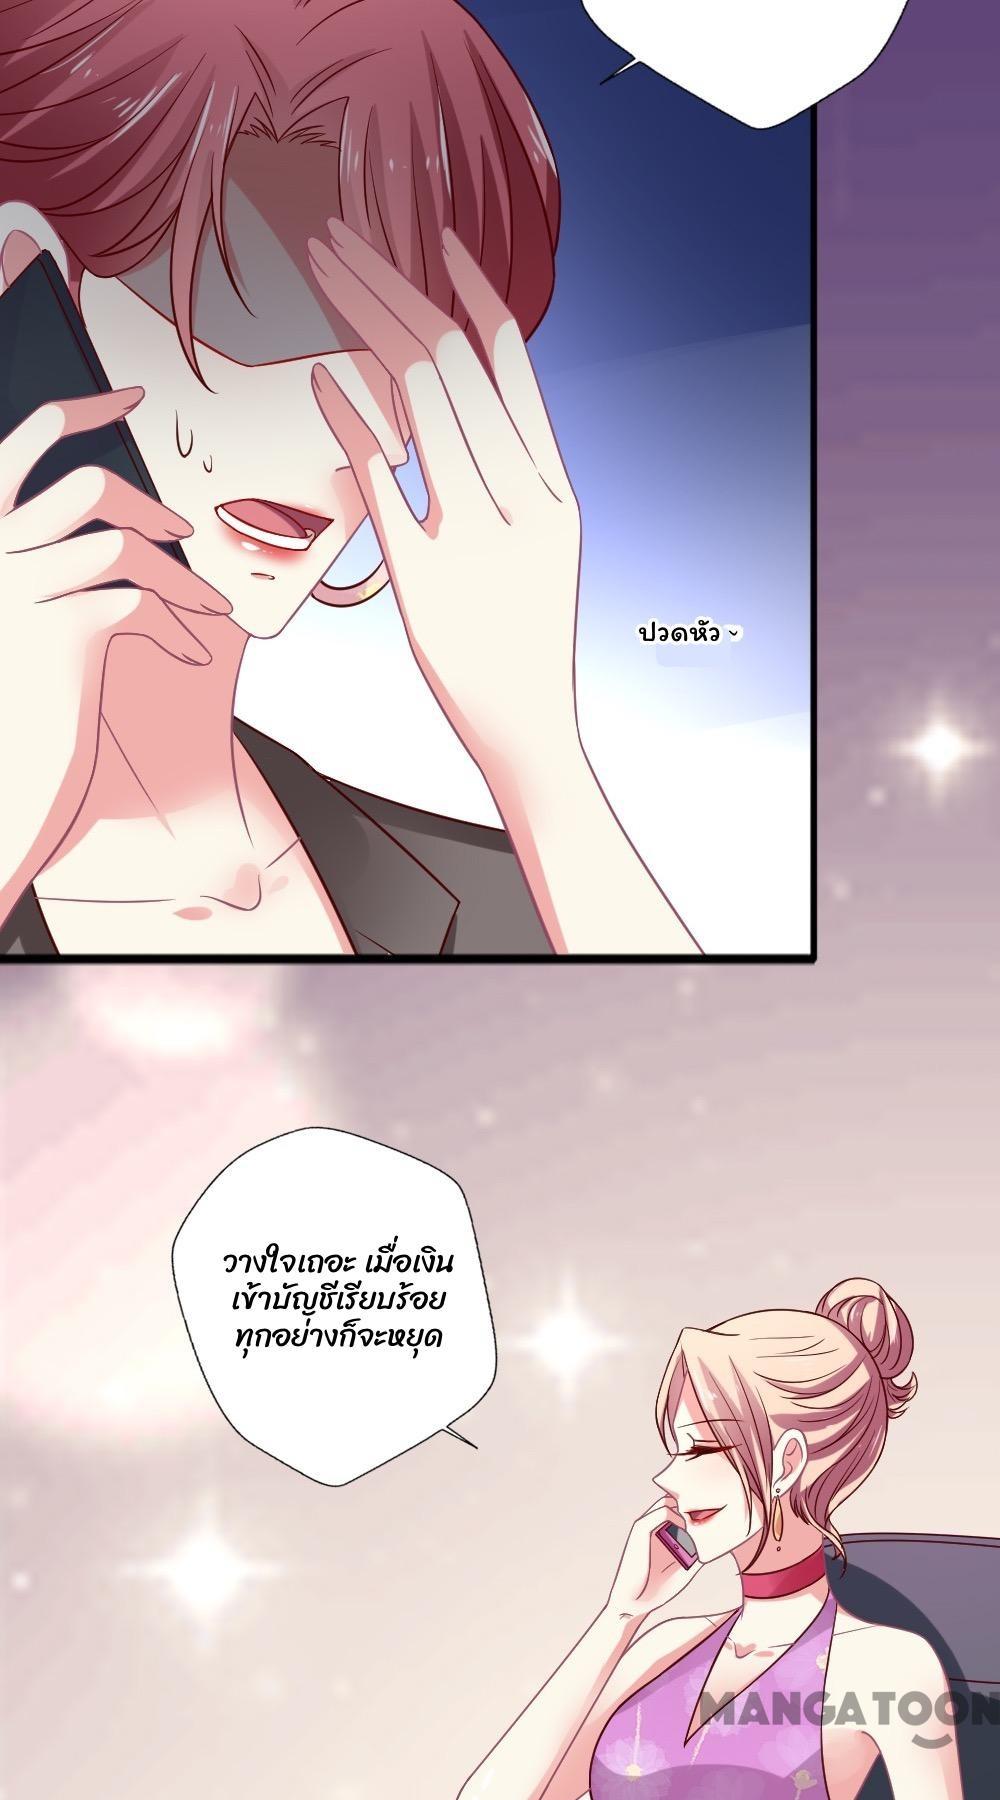 ปวดหัว ~
วางใจเถอะ เมื่อเงิน
เข้าบัญชีเรียบร้อย
ทุกอย่างก็จะหยุด
MANGATOON